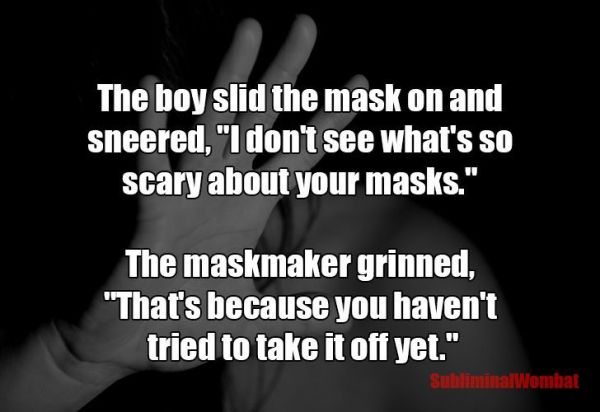 The boy slid the mask on and
sneered, "I don't see what's so
scary about your masks."
The maskmaker grinned,
"That's because you haven't
tried to take it off yet."
SubliminalWombat